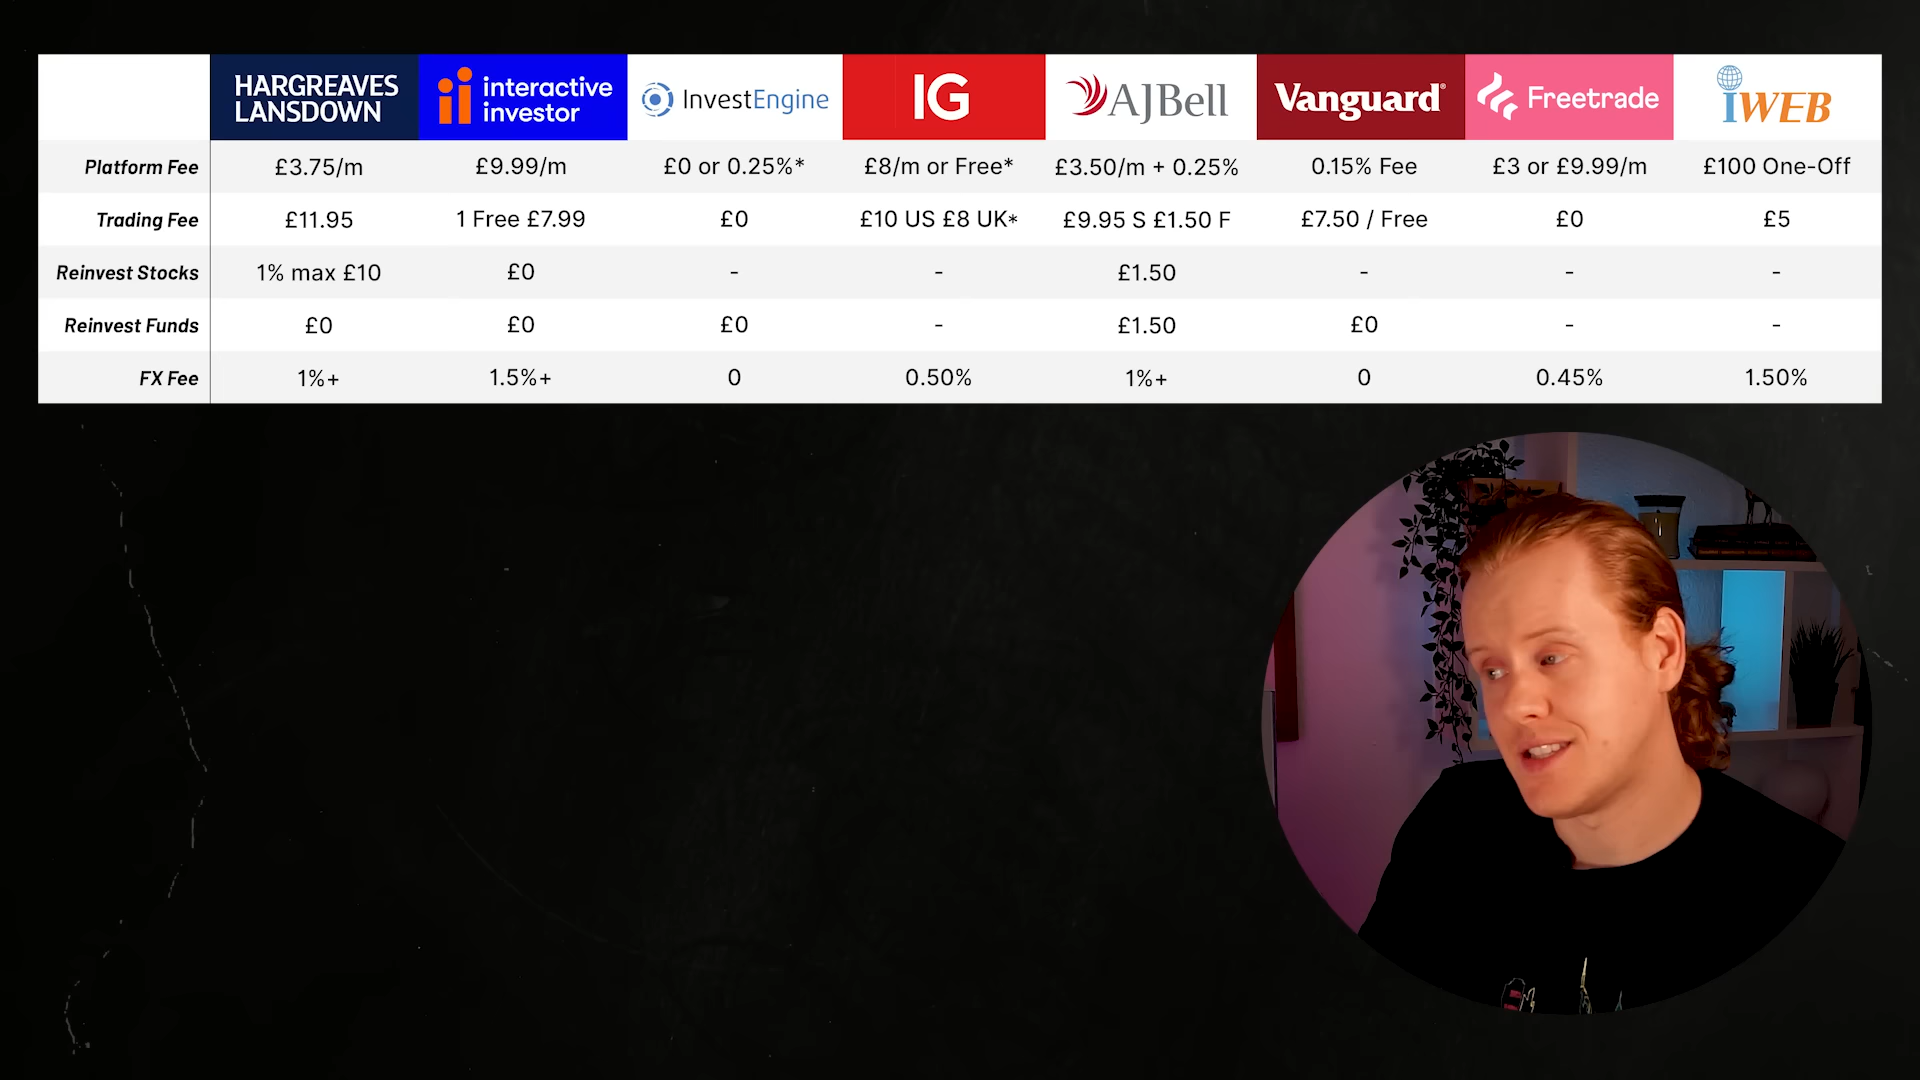 HARGREAVES LANSDOWN interactive investor InvestEngine IG AJBell Vanguard® Freetrade IWEB
Platform Fee £3.75/m £9.99/m £0 or 0.25%* £8/m or Free* £3.50/m + 0.25% 0.15% Fee £3 or £9.99/m £100 One-Off
Trading Fee £11.95 1 Free £7.99 £0 £10 US £8 UK* £9.95 S £1.50 F £7.50 / Free £0 £5
Reinvest Stocks 1% max £10 £0 - - £1.50 - - -
Reinvest Funds £0 £0 £0 - £1.50 £0 - -
FX Fee 1%+ 1.5%+ 0 0.50% 1%+ 0 0.45% 1.50%